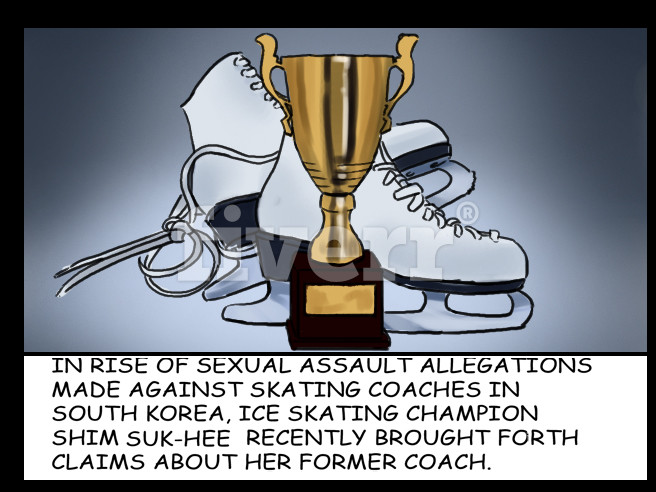 fiverr®
IN RISE OF SEXUAL ASSAULT ALLEGATIONS
MADE AGAINST SKATING COACHES IN
SOUTH KOREA, ICE SKATING CHAMPION
SHIM SUK-HEE RECENTLY BROUGHT FORTH
CLAIMS ABOUT HER FORMER COACH.